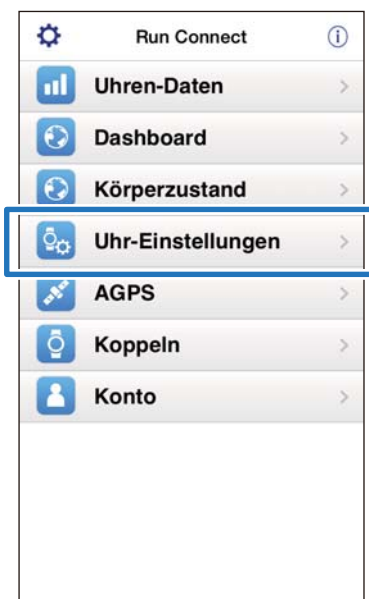 Run Connect
Uhren-Daten
Dashboard
Körperzustand
Uhr-Einstellungen
AGPS
Koppeln
Konto